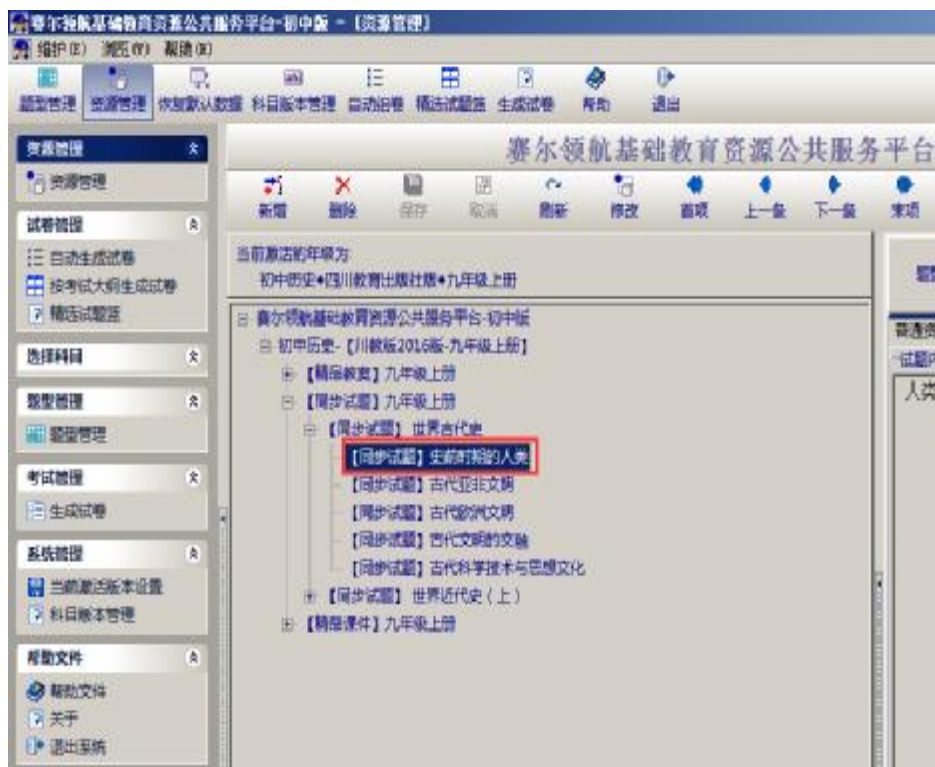 赛尔领航基础教育资源公共服务平台-初中版 - [资源管理]
维护(E) 浏览(Y) 帮助(H)
题型管理 资源管理 恢复默认数据 科目版本管理 自动组卷 精选试题篮 生成试卷 帮助 退出
资源管理
资源管理
试卷管理
自动生成试卷
按考试大纲生成试卷
精选试题篮
选择科目
题型管理
题型管理
考试管理
生成试卷
系统管理
当前激活版本设置
科目版本管理
帮助文件
帮助文件
关于
退出系统
赛尔领航基础教育资源公共服务平台
新增 删除 保存 取消 刷新 修改 首项 上一条 下一条 末项
当前激活的年级为:
初中历史◆四川教育出版社版◆九年级上册
赛尔领航基础教育资源公共服务平台-初中版
初中历史-【川教版2016版-九年级上册】
【精品教案】九年级上册
【同步试题】九年级上册
【同步试题】世界古代史
【同步试题】史前时期的人类
【同步试题】古代亚非文明
【同步试题】古代欧洲文明
【同步试题】古代文明的交融
【同步试题】古代科学技术与思想文化
【同步试题】世界近代史(上)
【精品课件】九年级上册
普通资
试题内
人类